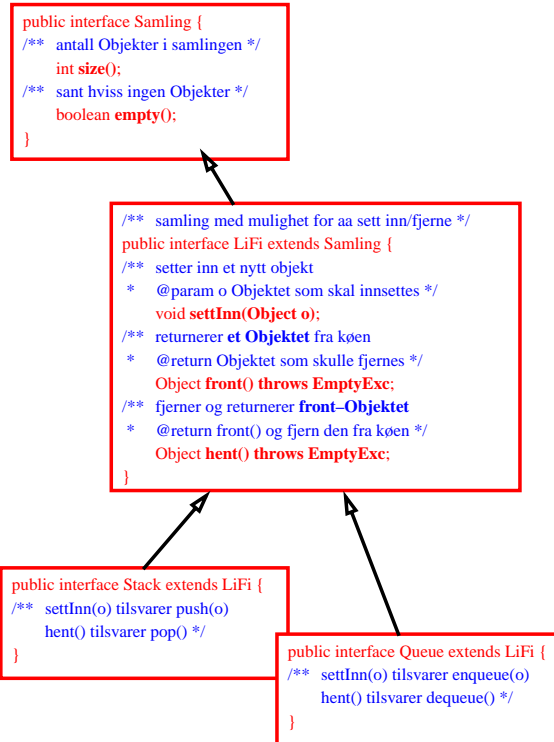 public interface Samling {
/** antall Objekter i samlingen */
int size();
/** sant hviss ingen Objekter */
boolean empty();
}
/** samling med mulighet for aa sett inn/fjerne */
public interface LiFi extends Samling {
/** setter inn et nytt objekt
* @param o Objektet som skal innsettes */
void settInn(Object o);
/** returnerer et Objektet fra køen
* @return Objektet som skulle fjernes */
Object front() throws EmptyExc;
/** fjerner og returnerer front–Objektet
* @return front() og fjern den fra køen */
Object hent() throws EmptyExc;
}
public interface Stack extends LiFi {
/** settInn(o) tilsvarer push(o)
hent() tilsvarer pop() */
}
public interface Queue extends LiFi {
/** settInn(o) tilsvarer enqueue(o)
hent() tilsvarer dequeue() */
}